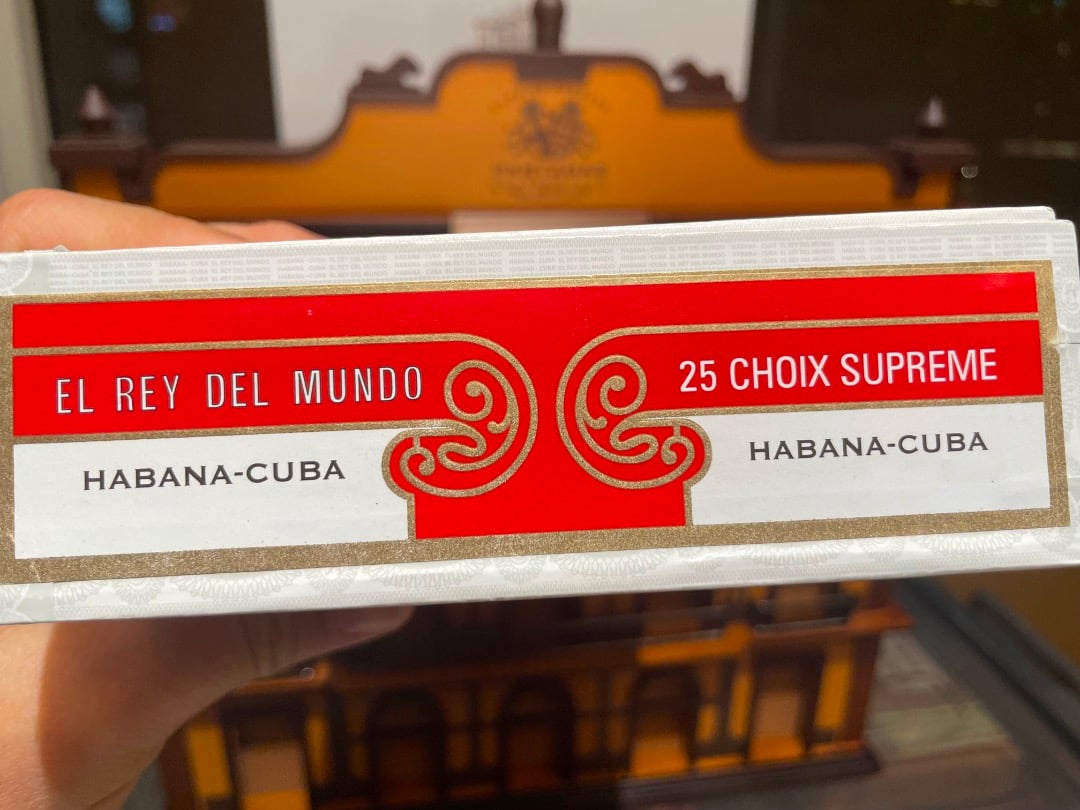 EL REY DEL MUNDO
HABANA-CUBA
25 CHOIX SUPREME
HABANA-CUBA